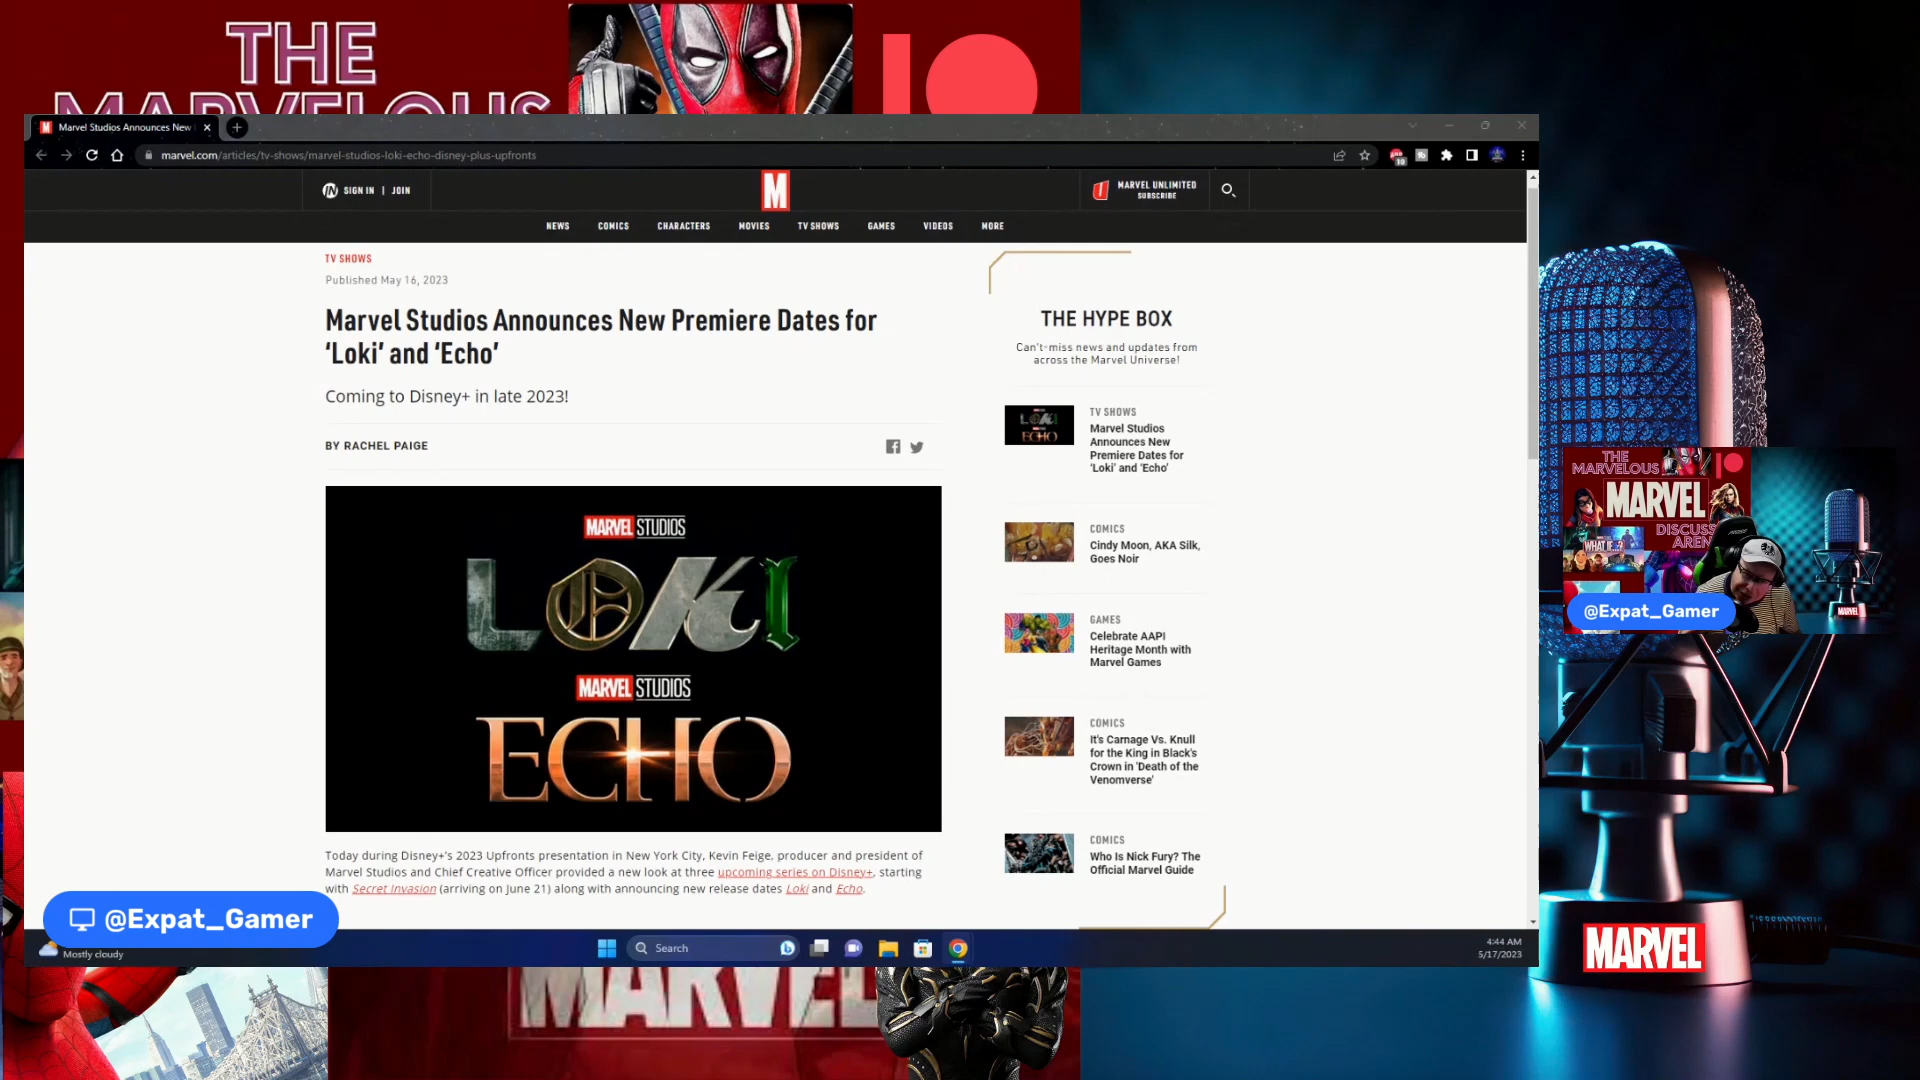 THE
MARVELOUS
Marvel Studios Announces New
marvel.com/articles/tv-shows/marvel-studios-loki-echo-disney-plus-upfronts
SIGN IN | JOIN
M
MARVEL UNLIMITED
SUBSCRIBE
NEWS COMICS CHARACTERS MOVIES TV SHOWS GAMES VIDEOS MORE
TV SHOWS
Published May 16, 2023
Marvel Studios Announces New Premiere Dates for
‘Loki’ and ‘Echo’
Coming to Disney+ in late 2023!
BY RACHEL PAIGE
MARVEL STUDIOS
LOKI
MARVEL STUDIOS
ECHO
Today during Disney+’s 2023 Upfronts presentation in New York City, Kevin Feige, producer and president of
Marvel Studios and Chief Creative Officer provided a new look at three upcoming series on Disney+, starting
with Secret Invasion (arriving on June 21) along with announcing new release dates Loki and Echo.
THE HYPE BOX
Can't-miss news and updates from
across the Marvel Universe!
TV SHOWS
Marvel Studios
Announces New
Premiere Dates for
'Loki' and 'Echo'
COMICS
Cindy Moon, AKA Silk,
Goes Noir
GAMES
Celebrate AAPI
Heritage Month with
Marvel Games
COMICS
It's Carnage Vs. Knull
for the King in Black's
Crown in 'Death of the
Venomverse'
COMICS
Who Is Nick Fury? The
Official Marvel Guide
@Expat_Gamer
Mostly cloudy
Search
4:44 AM
5/17/2023
THE
MARVELOUS
MARVEL
DISCUSS
AREN
WHAT IF...?
@Expat_Gamer
MARVEL
MARVEL
MARVEL